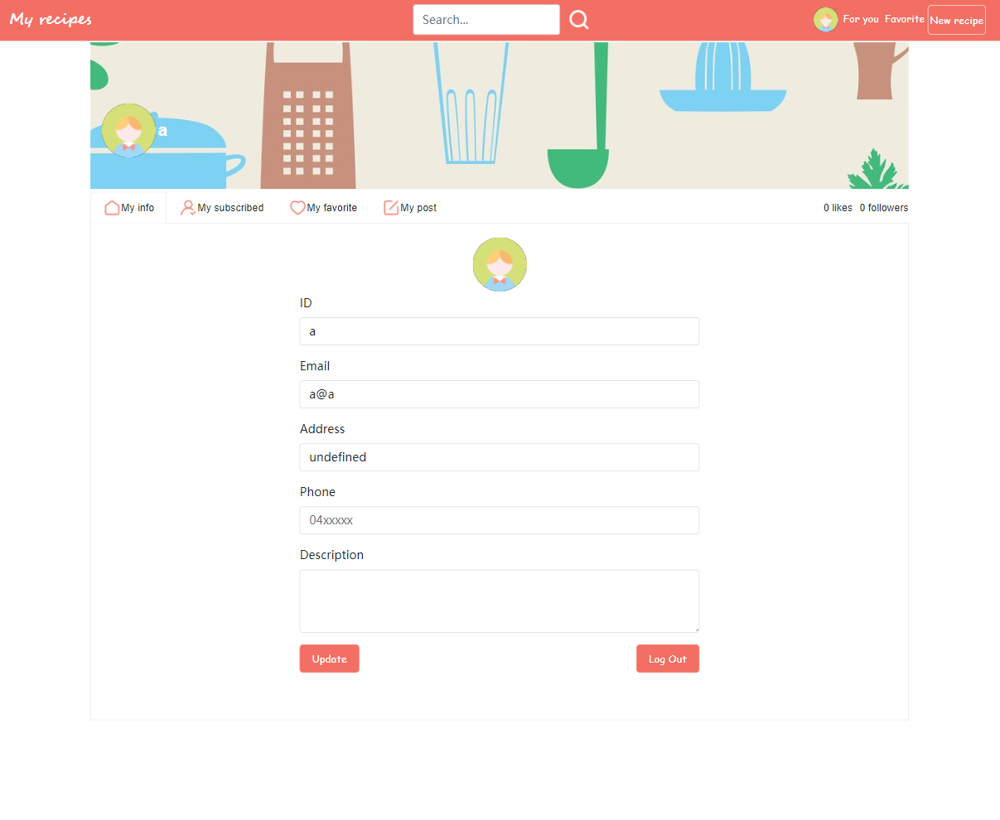 My recipes
Search...
For you Favorite New recipe
a
My info My subscribed My favorite My post 0 likes 0 followers
ID
a
Email
a@a
Address
undefined
Phone
04xxxxx
Description
Update Log Out